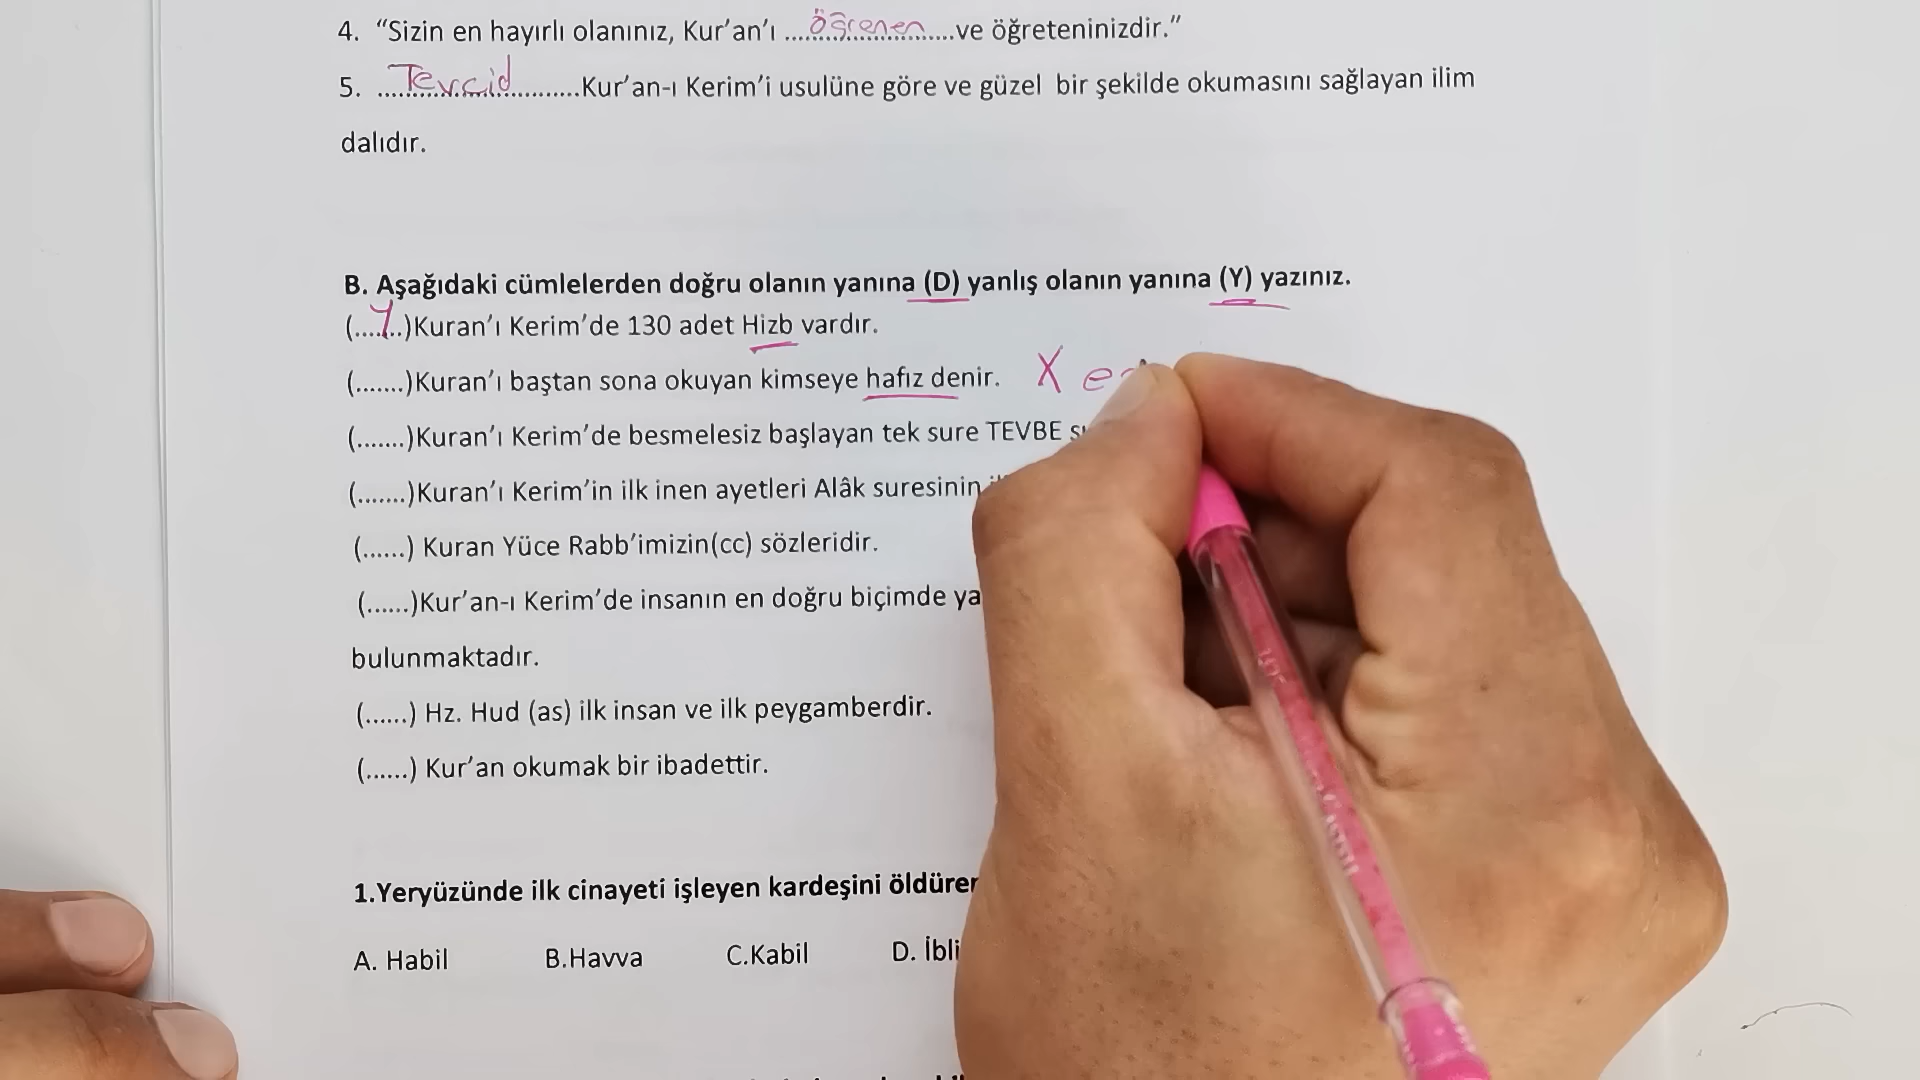 4. “Sizin en hayırlı olanınız, Kur’an’ı ....öğrenen....ve öğreteninizdir.”
5. ....Tevcid..........Kur’an-ı Kerim’i usulüne göre ve güzel bir şekilde okumasını sağlayan ilim
dalıdır.
B. Aşağıdaki cümlelerden doğru olanın yanına (D) yanlış olanın yanına (Y) yazınız.
(....Y..)Kuran’ı Kerim’de 130 adet Hizb vardır.
(.......)Kuran’ı baştan sona okuyan kimseye hafız denir. X
(.......)Kuran’ı Kerim’de besmelesiz başlayan tek sure TEVBE
(.......)Kuran’ı Kerim’in ilk inen ayetleri Alâk suresinin
(......) Kuran Yüce Rabb’imizin(cc) sözleridir.
(......)Kur’an-ı Kerim’de insanın en doğru biçimde
bulunmaktadır.
(......) Hz. Hud (as) ilk insan ve ilk peygamberdir.
(......) Kur’an okumak bir ibadettir.
1.Yeryüzünde ilk cinayeti işleyen kardeşini
A. Habil B.Havva C.Kabil D.